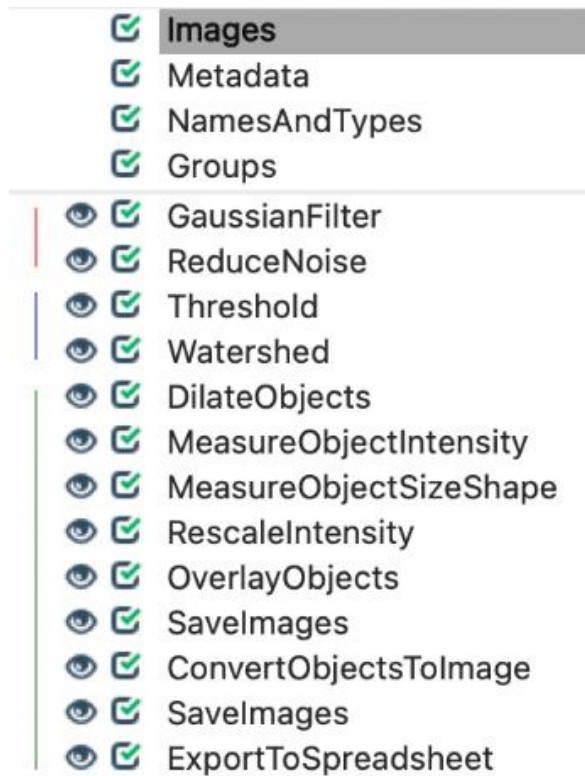 Images
Metadata
NamesAndTypes
Groups
GaussianFilter
ReduceNoise
Threshold
Watershed
DilateObjects
MeasureObjectIntensity
MeasureObjectSizeShape
RescaleIntensity
OverlayObjects
SaveImages
ConvertObjectsToImage
SaveImages
ExportToSpreadsheet